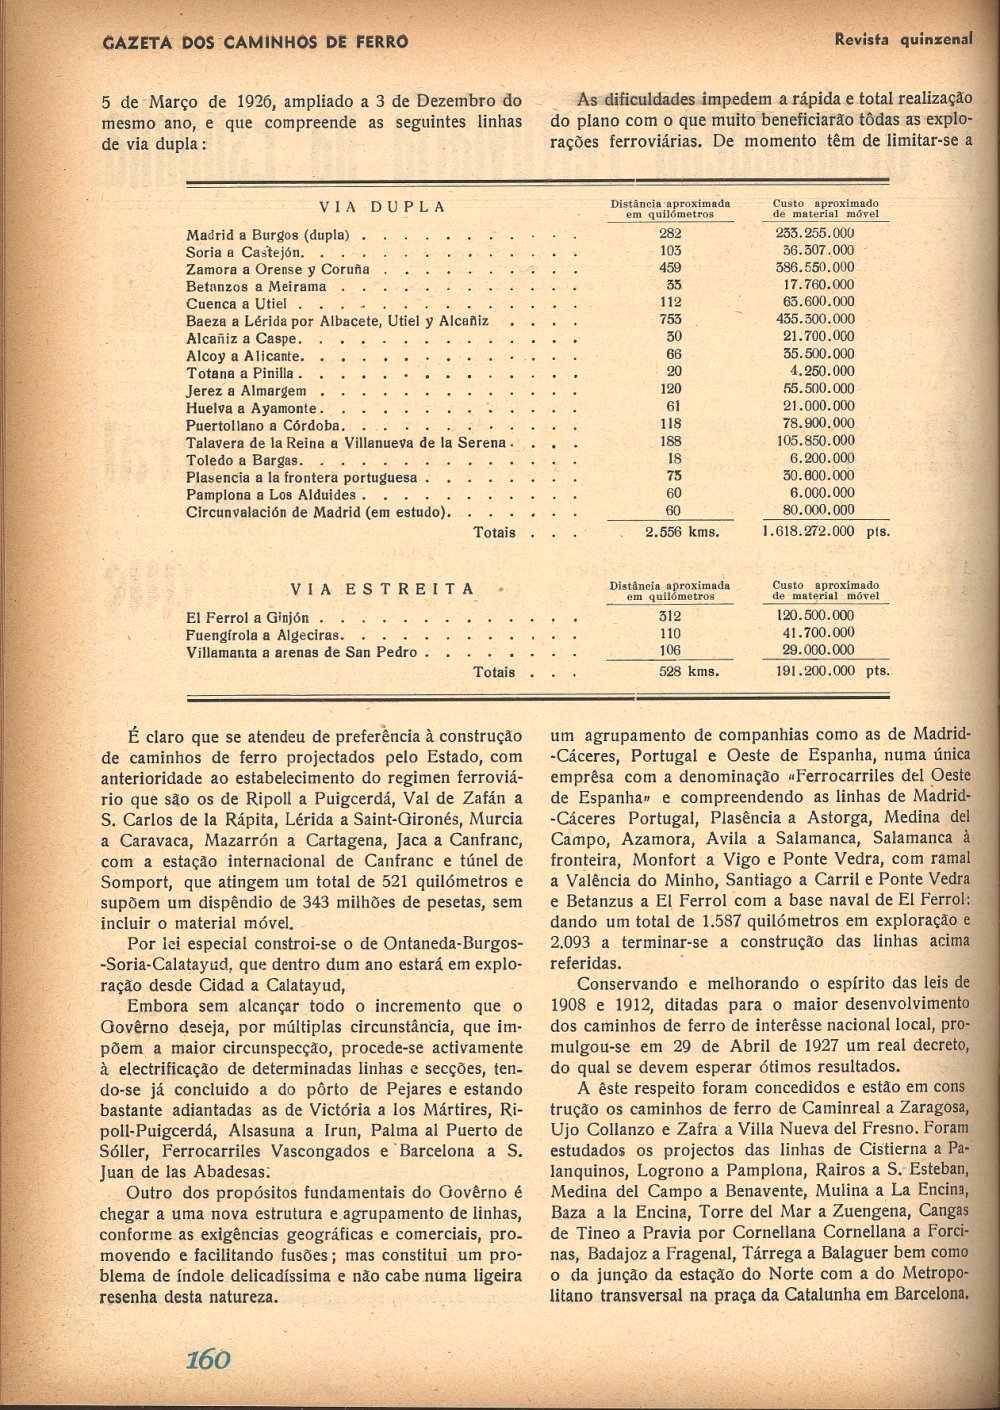 GAZETA DOS CAMINHOS DE FERRO
Revista quinzenal
5 de Março de 1926, ampliado a 3 de Dezembro do
mesmo ano, e que compreende as seguintes linhas
de via dupla :
As dificuldades impedem a rápida e total realização
do plano com o que muito beneficiarão tôdas as explo-
rações ferroviárias. De momento têm de limitar-se a
VIA DUPLA
Distância aproximada
em quilómetros
Custo aproximado
de material móvel
Madrid a Burgos (dupla) . . . . . . . . . . . 282 233.255.000
Soria a Castejón. . . . . . . . . . . . . 103 36.307.000
Zamora a Orense y Coruña . . . . . . . . . . 459 386.550.000
Betanzos a Meirama . . . . . . . . . . . . 33 17.760.000
Cuenca a Utiel . . . . . . . . . . . . . 112 63.600.000
Baeza a Lérida por Albacete, Utiel y Alcañiz . . . . 753 435.300.000
Alcañiz a Caspe. . . . . . . . . . . . . 30 21.700.000
Alcoy a Alicante. . . . . . . . . . . . . 66 35.500.000
Totana a Pinilla . . . . . . . . . . . . . 20 4.250.000
Jerez a Almargem . . . . . . . . . . . . 120 55.500.000
Huelva a Ayamonte. . . . . . . . . . . . 61 21.000.000
Puertollano a Córdoba. . . . . . . . . . . 118 78.900.000
Talavera de la Reina a Villanueva de la Serena . . . . 188 105.850.000
Toledo a Bargas. . . . . . . . . . . . . 18 6.200.000
Plasencia a la frontera portuguesa . . . . . . . . 73 30.600.000
Pamplona a Los Alduides . . . . . . . . . . . 60 6.000.000
Circunvalación de Madrid (em estudo). . . . . . . 60 80.000.000
Totais . . . 2.556 kms. 1.618.272.000 pts.
VIA ESTREITA
Distância aproximada
em quilómetros
Custo aproximado
de material móvel
El Ferrol a Ginjón . . . . . . . . . . . . . 312 120.500.000
Fuengirola a Algeciras. . . . . . . . . . . 110 41.700.000
Villamanta a arenas de San Pedro . . . . . . . . 106 29.000.000
Totais . . . 528 kms. 191.200.000 pts.
É claro que se atendeu de preferência à construção
de caminhos de ferro projectados pelo Estado, com
anterioridade ao estabelecimento do regimen ferroviá-
rio que são os de Ripoll a Puigcerdá, Val de Zafán a
S. Carlos de la Rápita, Lérida a Saint-Gironés, Murcia
a Caravaca, Mazarrón a Cartagena, Jaca a Canfranc,
com a estação internacional de Canfranc e túnel de
Somport, que atingem um total de 521 quilómetros e
supõem um dispêndio de 343 milhões de pesetas, sem
incluir o material móvel.
Por lei especial constroi-se o de Ontaneda-Burgos-
-Soria-Calatayud, que dentro dum ano estará em explo-
ração desde Cidad a Calatayud,
Embora sem alcançar todo o incremento que o
Govêrno deseja, por múltiplas circunstância, que im-
põem a maior circunspecção, procede-se activamente
à electrificação de determinadas linhas e secções, ten-
do-se já concluido a do pôrto de Pejares e estando
bastante adiantadas as de Victória a los Mártires, Ri-
poll-Puigcerdá, Alsasuna a Irun, Palma al Puerto de
Sóller, Ferrocarriles Vascongados e Barcelona a S.
Juan de las Abadesas.
Outro dos propósitos fundamentais do Govêrno é
chegar a uma nova estrutura e agrupamento de linhas,
conforme as exigências geográficas e comerciais, pro-
movendo e facilitando fusões ; mas constitui um pro-
blema de índole delicadíssima e não cabe numa ligeira
resenha desta natureza.
um agrupamento de companhias como as de Madrid-
-Cáceres, Portugal e Oeste de Espanha, numa única
emprêsa com a denominação «Ferrocarriles del Oeste
de Espanha» e compreendendo as linhas de Madrid-
-Cáceres Portugal, Plasência a Astorga, Medina del
Campo, Azamora, Avila a Salamanca, Salamanca à
fronteira, Monfort a Vigo e Ponte Vedra, com ramal
a Valência do Minho, Santiago a Carril e Ponte Vedra
e Betanzus a El Ferrol com a base naval de El Ferrol:
dando um total de 1.587 quilómetros em exploração e
2.093 a terminar-se a construção das linhas acima
referidas.
Conservando e melhorando o espírito das leis de
1908 e 1912, ditadas para o maior desenvolvimento
dos caminhos de ferro de interêsse nacional local, pro-
mulgou-se em 29 de Abril de 1927 um real decreto,
do qual se devem esperar ótimos resultados.
A êste respeito foram concedidos e estão em cons
trução os caminhos de ferro de Caminreal a Zaragosa,
Ujo Collanzo e Zafra a Villa Nueva del Fresno. Foram
estudados os projectos das linhas de Cistierna a Pa-
lanquinos, Logrono a Pamplona, Rairos a S. Esteban,
Medina del Campo a Benavente, Mulina a La Encina,
Baza a la Encina, Torre del Mar a Zuengena, Cangas
de Tineo a Pravia por Cornellana Cornellana a Forci-
nas, Badajoz a Fragenal, Tárrega a Balaguer bem como
o da junção da estação do Norte com a do Metropo-
litano transversal na praça da Catalunha em Barcelona.
160